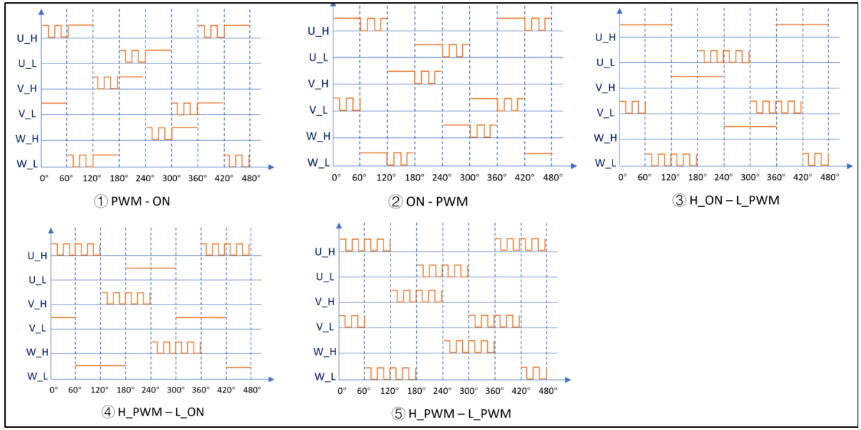 U_H
U_L
V_H
V_L
W_H
W_L
0° 60° 120° 180° 240° 300° 360° 420° 480°
① PWM - ON
U_H
U_L
V_H
V_L
W_H
W_L
0° 60° 120° 180° 240° 300° 360° 420° 480°
② ON - PWM
U_H
U_L
V_H
V_L
W_H
W_L
0° 60° 120° 180° 240° 300° 360° 420° 480°
③ H_ON – L_PWM
U_H
U_L
V_H
V_L
W_H
W_L
0° 60° 120° 180° 240° 300° 360° 420° 480°
④ H_PWM – L_ON
U_H
U_L
V_H
V_L
W_H
W_L
0° 60° 120° 180° 240° 300° 360° 420° 480°
⑤ H_PWM – L_PWM